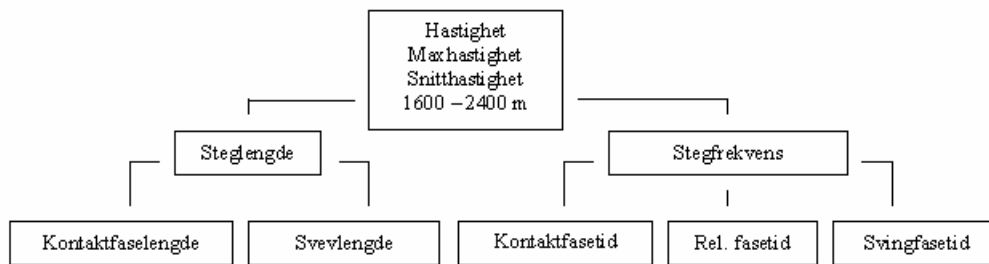 Hastighet
Maxhastighet
Snitthastighet
1600 – 2400 m
Steglengde
Stegfrekvens
Kontaktfaselengde
Svevlengde
Kontaktfasetid
Rel. fasetid
Svingfasetid